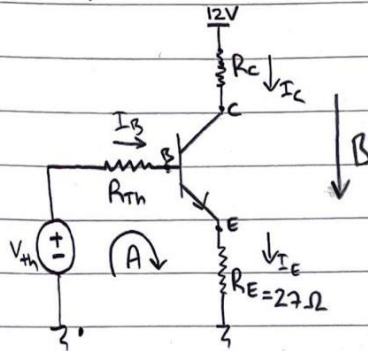 12V
Rc
Ic
C
IB
B
B
RTh
Vth
+
-
A
E
IE
RE=27Ω